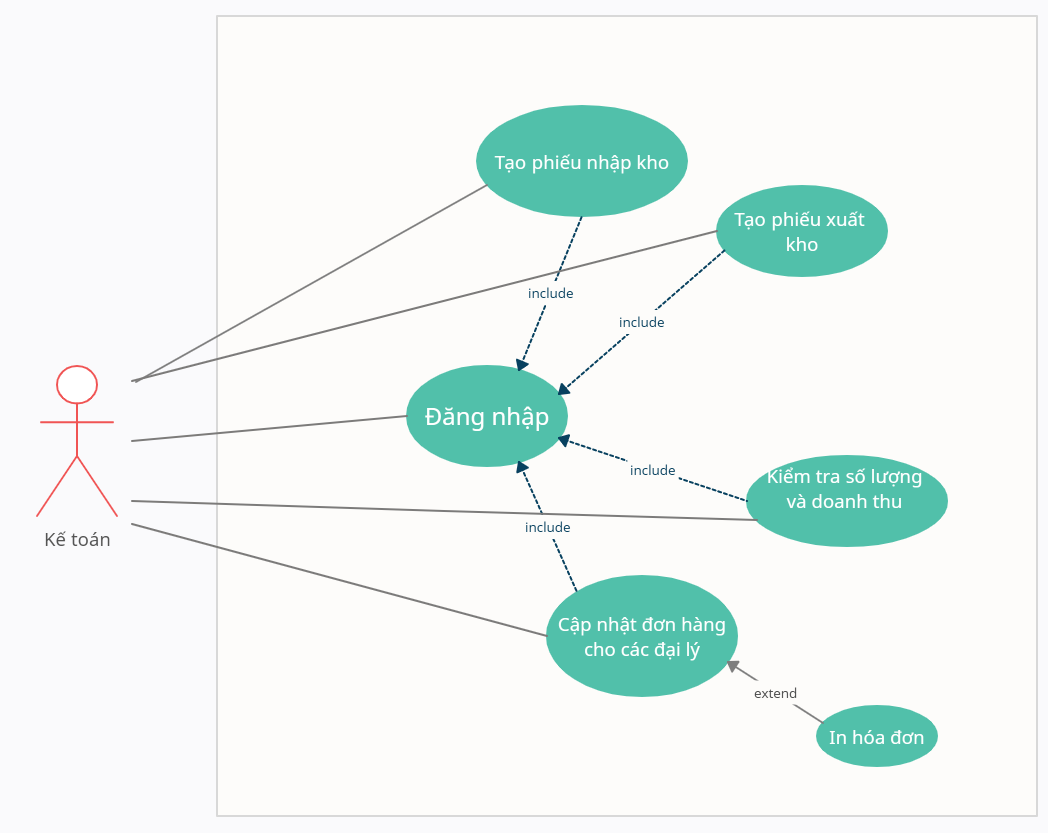 Tạo phiếu nhập kho
Tạo phiếu xuất
kho
include
include
Đăng nhập
include
Kiểm tra số lượng
và doanh thu
include
Kế toán
Cập nhật đơn hàng
cho các đại lý
extend
In hóa đơn